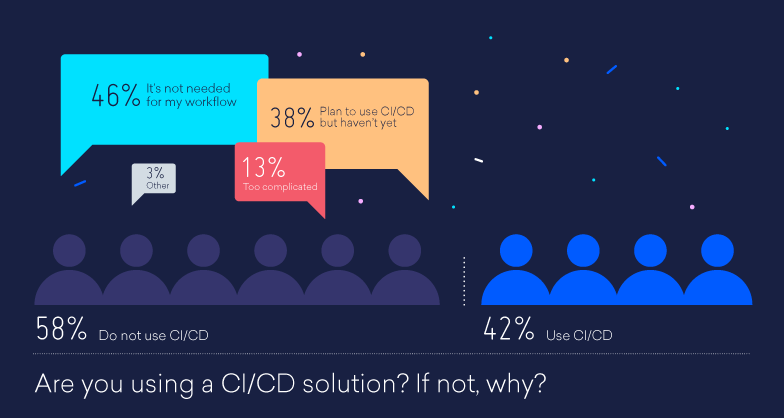 46% It's not needed
for my workflow
38% Plan to use CI/CD
but haven't yet
13%
Too complicated
3%
Other
58% Do not use CI/CD
42% Use CI/CD
Are you using a CI/CD solution? If not, why?